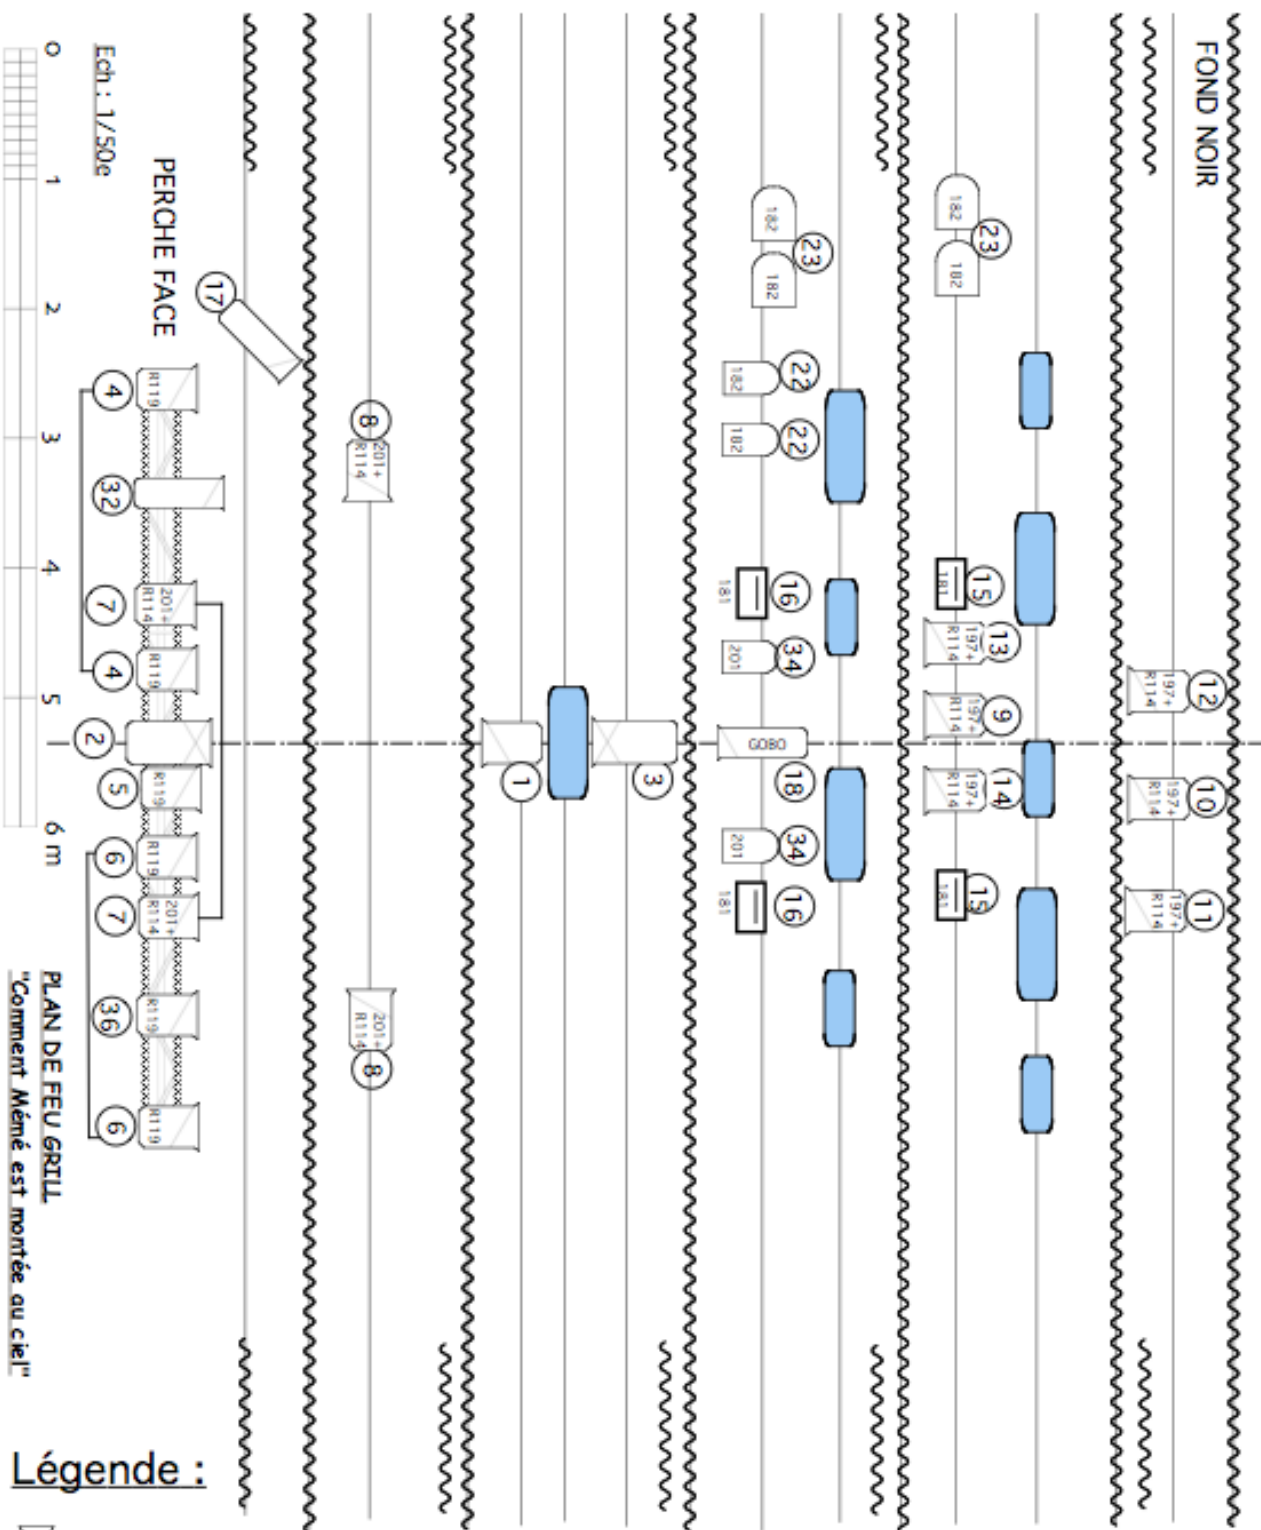 FOND NOIR
12
197+
R114
10
197+
R114
11
197+
R114
23
182
182
15
181
13
197+
R114
9
197+
R114
14
197+
R114
15
181
23
182
182
22
182
22
182
16
181
34
201
GOBO
18
34
201
16
181
1
3
8
201+
R114
8
201+
R114
17
PERCHE FACE
4
R119
32
7
201+
R114
4
R119
2
5
R119
6
R119
7
201+
R114
36
R119
6
R119
Ech : 1/50e
0 1 2 3 4 5 6 m
PLAN DE FEU GRILL
"Comment Mémé est montée au ciel"
Légende :